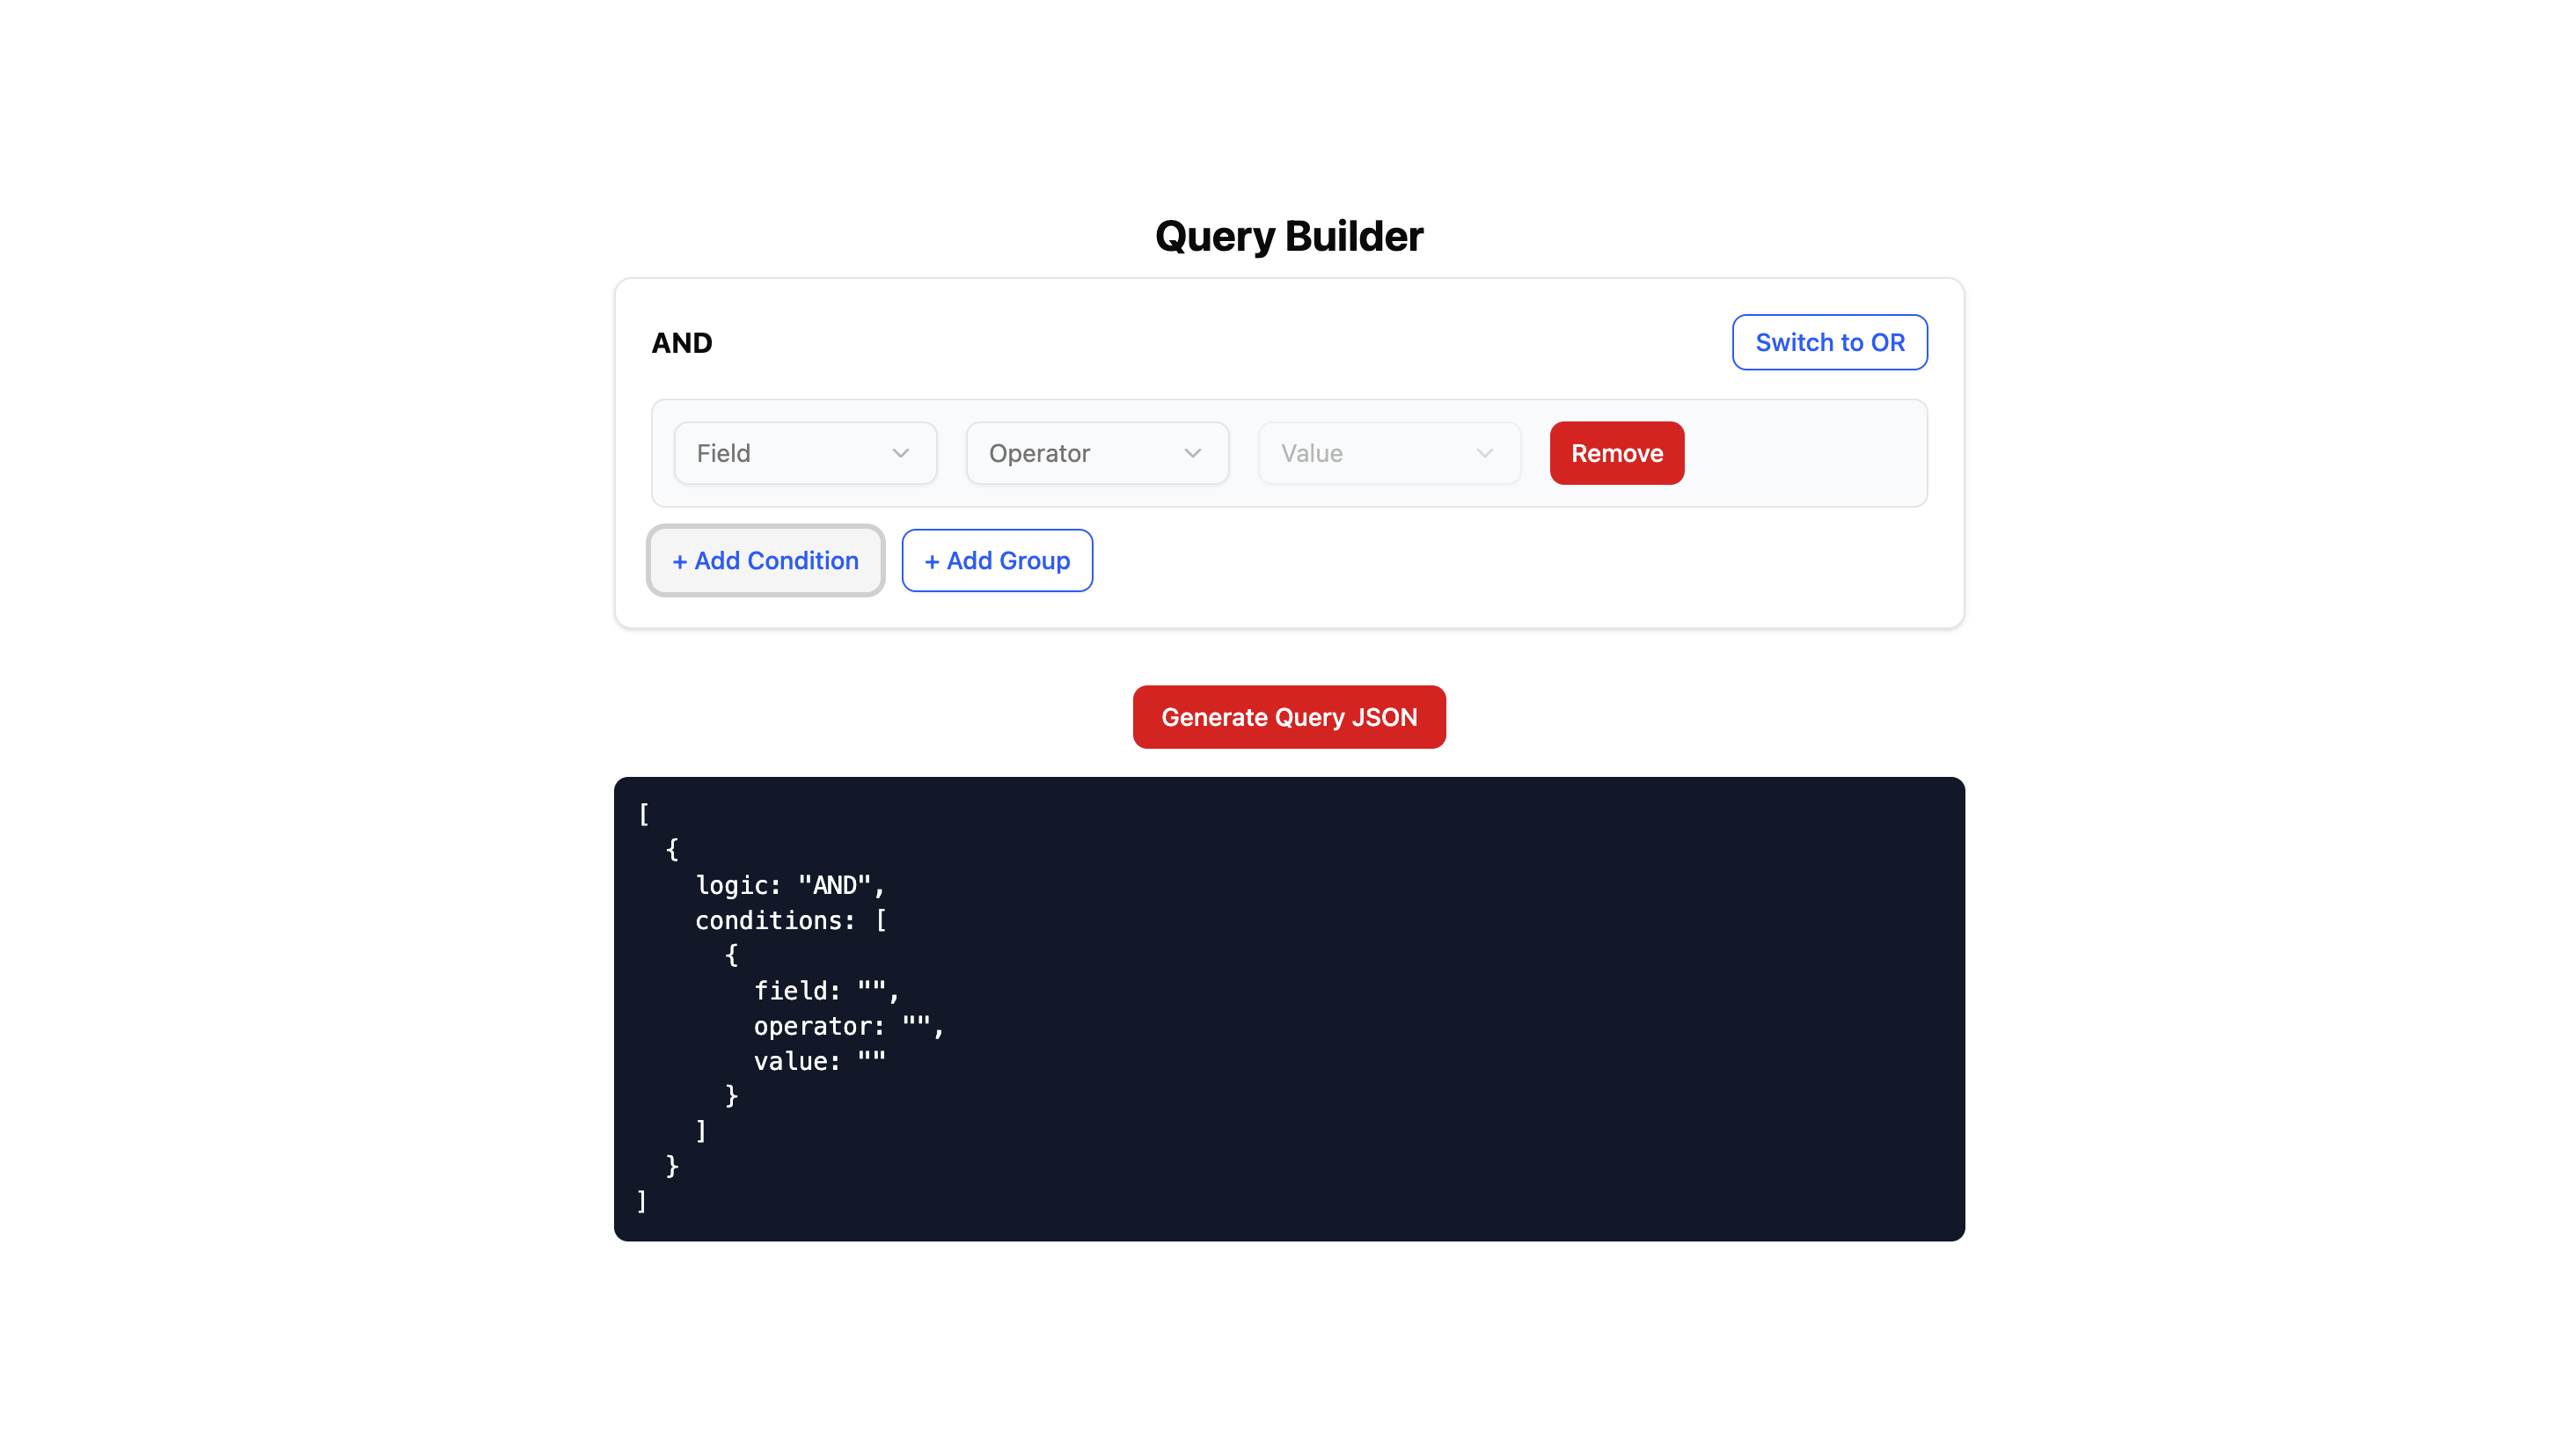 Query Builder
AND
Switch to OR
Field
Operator
Value
Remove
+ Add Condition
+ Add Group
Generate Query JSON
[
  {
    logic: "AND",
    conditions: [
      {
        field: "",
        operator: "",
        value: ""
      }
    ]
  }
]